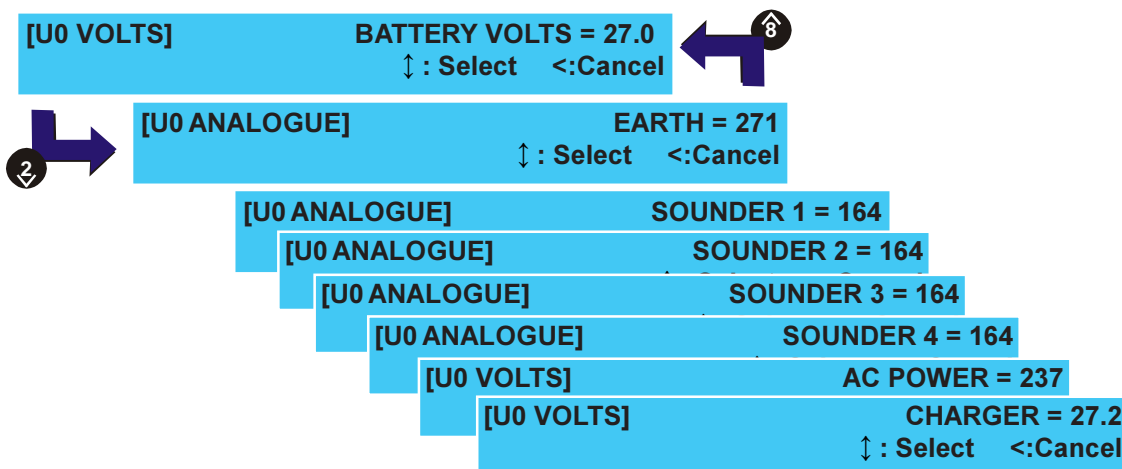 [U0 VOLTS] BATTERY VOLTS = 27.0
8
↕ : Select <:Cancel
[U0 ANALOGUE] EARTH = 271
2
↕ : Select <:Cancel
[U0 ANALOGUE] SOUNDER 1 = 164
[U0 ANALOGUE] SOUNDER 2 = 164
[U0 ANALOGUE] SOUNDER 3 = 164
[U0 ANALOGUE] SOUNDER 4 = 164
[U0 VOLTS] AC POWER = 237
[U0 VOLTS] CHARGER = 27.2
↕ : Select <:Cancel